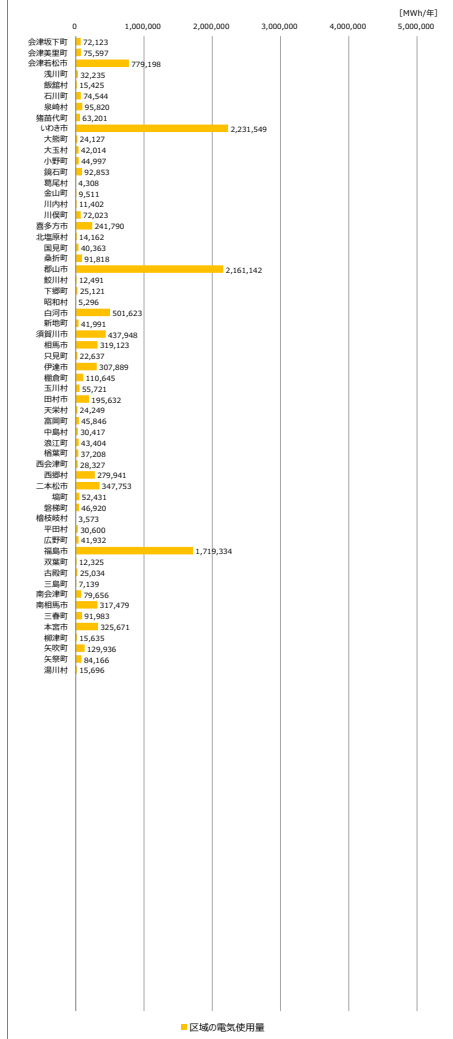 [MWh/年]
0 1,000,000 2,000,000 3,000,000 4,000,000 5,000,000
会津坂下町 72,123
会津美里町 75,597
会津若松市 779,198
浅川町 32,235
飯舘村 15,425
石川町 74,544
泉崎村 95,820
猪苗代町 63,201
いわき市 2,231,549
大熊町 24,127
大玉村 42,014
小野町 44,997
鏡石町 92,853
葛尾村 4,308
金山町 9,511
川内村 11,402
川俣町 72,023
喜多方市 241,790
北塩原村 14,162
国見町 40,363
桑折町 91,818
郡山市 2,161,142
鮫川村 12,491
下郷町 25,121
昭和村 5,296
白河市 501,623
新地町 41,991
須賀川市 437,948
相馬市 319,123
只見町 22,637
伊達市 307,889
棚倉町 110,645
玉川村 55,721
田村市 195,632
天栄村 24,249
富岡町 45,846
中島村 30,417
浪江町 43,404
楢葉町 37,208
西会津町 28,327
西郷村 279,941
二本松市 347,753
塙町 52,431
磐梯町 46,920
檜枝岐村 3,573
平田村 30,600
広野町 41,932
福島市 1,719,334
双葉町 12,325
古殿町 25,034
三島町 7,139
南会津町 79,656
南相馬市 317,479
三春町 91,983
本宮市 325,671
柳津町 15,635
矢吹町 129,936
矢祭町 84,166
湯川村 15,696
区域の電気使用量